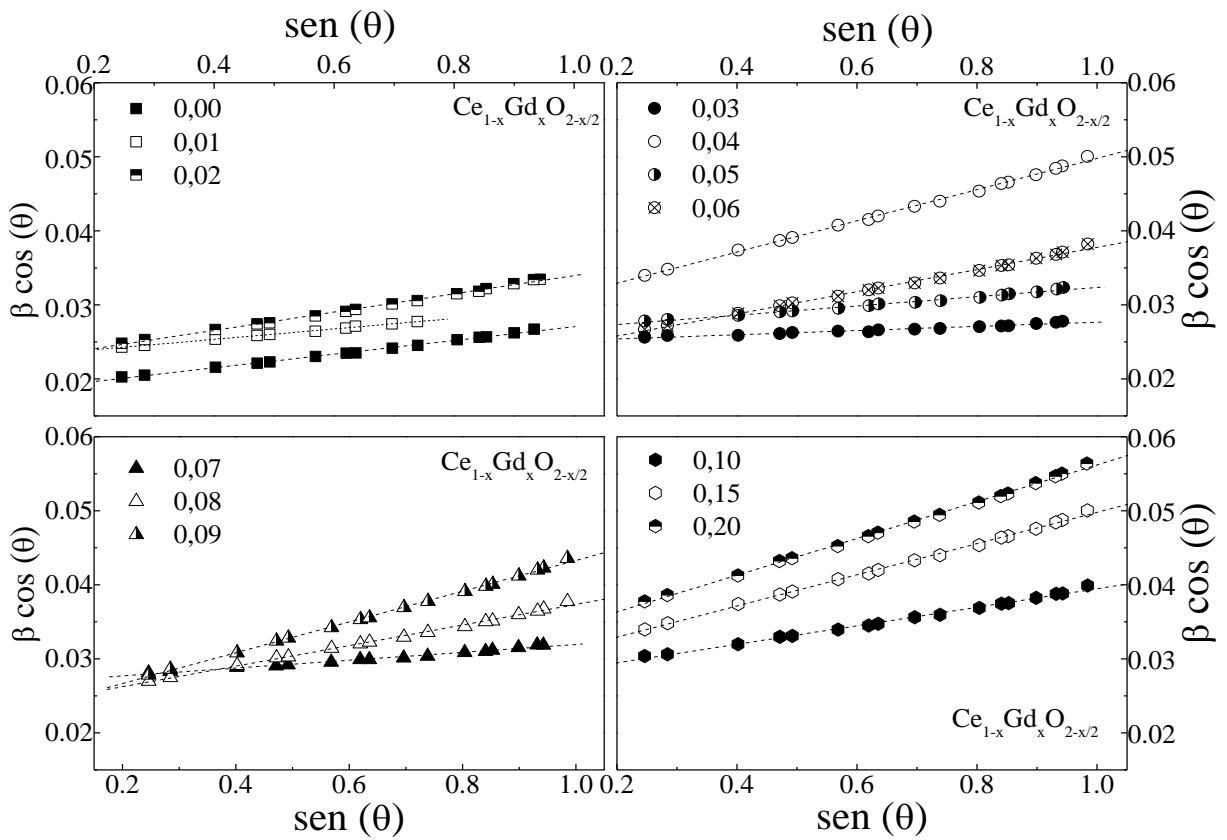 sen (θ)
0.2 0.4 0.6 0.8 1.0
sen (θ)
0.2 0.4 0.6 0.8 1.0
0.06
0.05
0.04
0.03
0.02
β cos (θ)
0,00
0,01
0,02
Ce1-xGdxO2-x/2
0,03
0,04
0,05
0,06
Ce1-xGdxO2-x/2
0.06
0.05
0.04
0.03
0.02
β cos (θ)
0.06
0.05
0.04
0.03
0.02
β cos (θ)
0,07
0,08
0,09
Ce1-xGdxO2-x/2
0,10
0,15
0,20
Ce1-xGdxO2-x/2
0.06
0.05
0.04
0.03
0.02
β cos (θ)
0.2 0.4 0.6 0.8 1.0
sen (θ)
0.2 0.4 0.6 0.8 1.0
sen (θ)